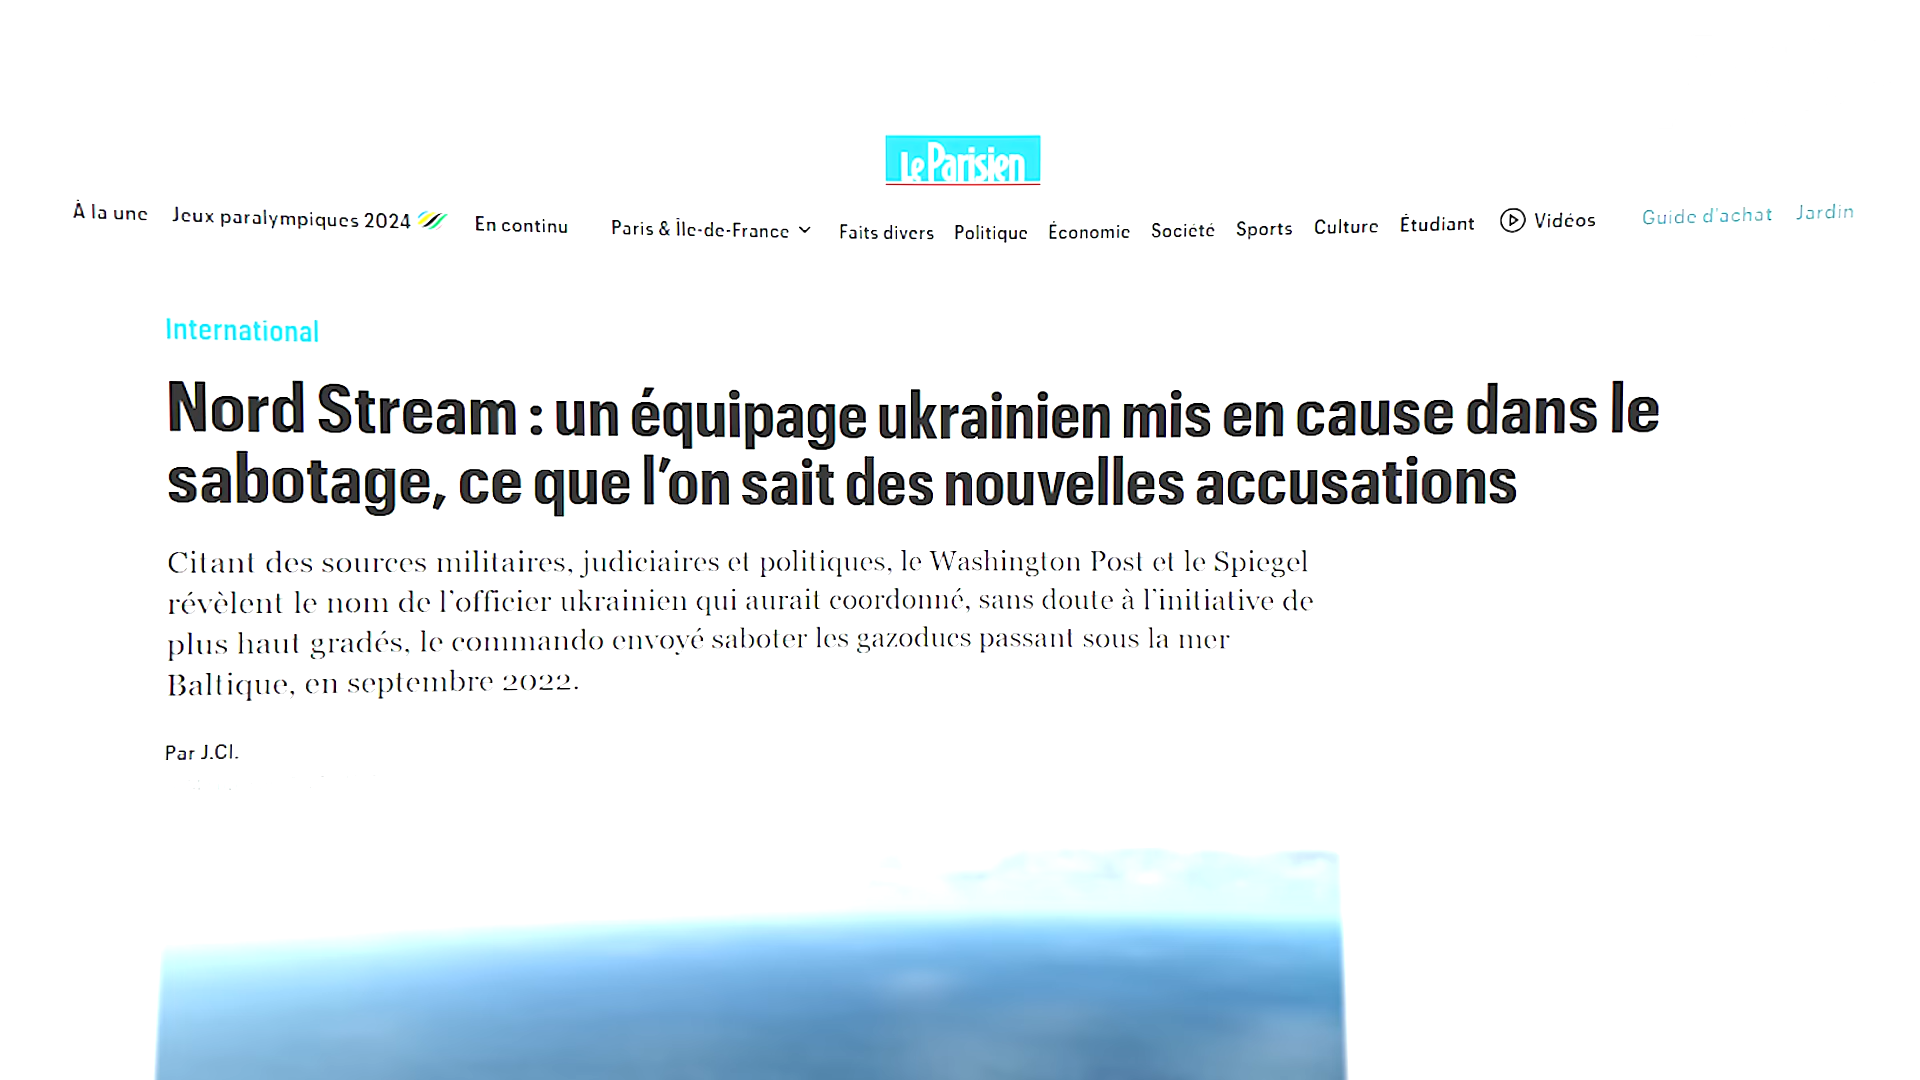 Le Parisien
À la une Jeux paralympiques 2024 En continu Paris & Île-de-France Faits divers Politique Économie Société Sports Culture Étudiant Vidéos Guide d'achat Jardin
International
Nord Stream : un équipage ukrainien mis en cause dans le
sabotage, ce que l’on sait des nouvelles accusations
Citant des sources militaires, judiciaires et politiques, le Washington Post et le Spiegel
révèlent le nom de l’officier ukrainien qui aurait coordonné, sans doute à l’initiative de
plus haut gradés, le commando envoyé saboter les gazoducs passant sous la mer
Baltique, en septembre 2022.
Par J.Cl.